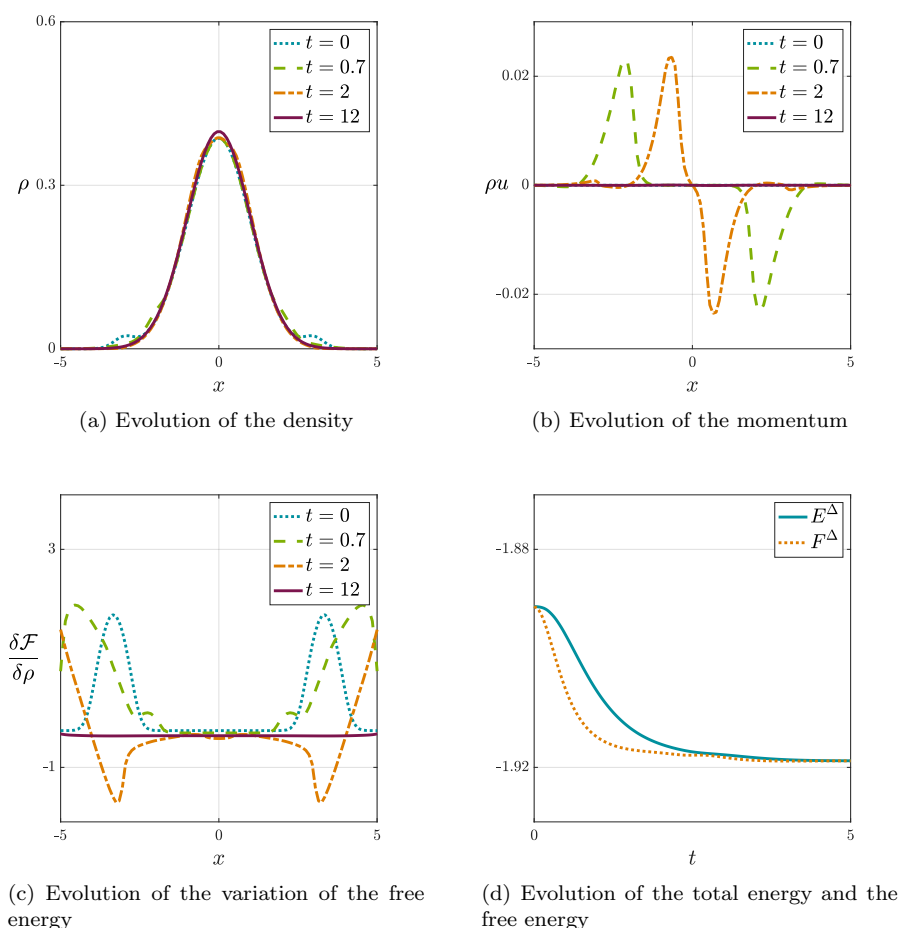 0.6
ρ
0.3
0
-5
0
5
x
t = 0
t = 0.7
t = 2
t = 12
(a) Evolution of the density
0.02
ρu
0
-0.02
-5
0
5
x
t = 0
t = 0.7
t = 2
t = 12
(b) Evolution of the momentum
3
δℱ
δρ
-1
-5
0
5
x
t = 0
t = 0.7
t = 2
t = 12
(c) Evolution of the variation of the free
energy
-1.88
-1.92
0
5
t
E^Δ
F^Δ
(d) Evolution of the total energy and the
free energy